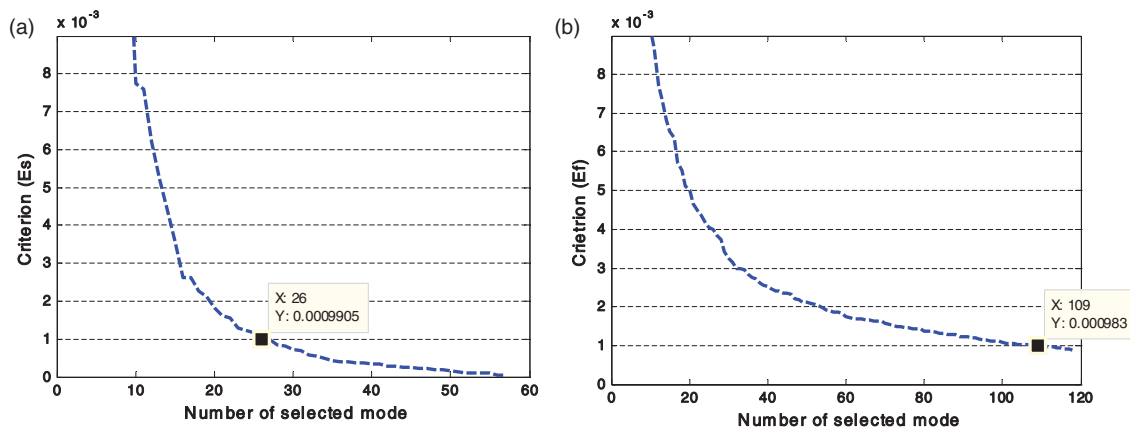 (a)
x 10⁻³
8
7
6
5
4
3
2
1
0
Criterion (Es)
X: 26
Y: 0.0009905
0 10 20 30 40 50 60
Number of selected mode
(b)
x 10⁻³
8
7
6
5
4
3
2
1
0
Crietrion (Ef)
X: 109
Y: 0.000983
0 20 40 60 80 100 120
Number of selected mode